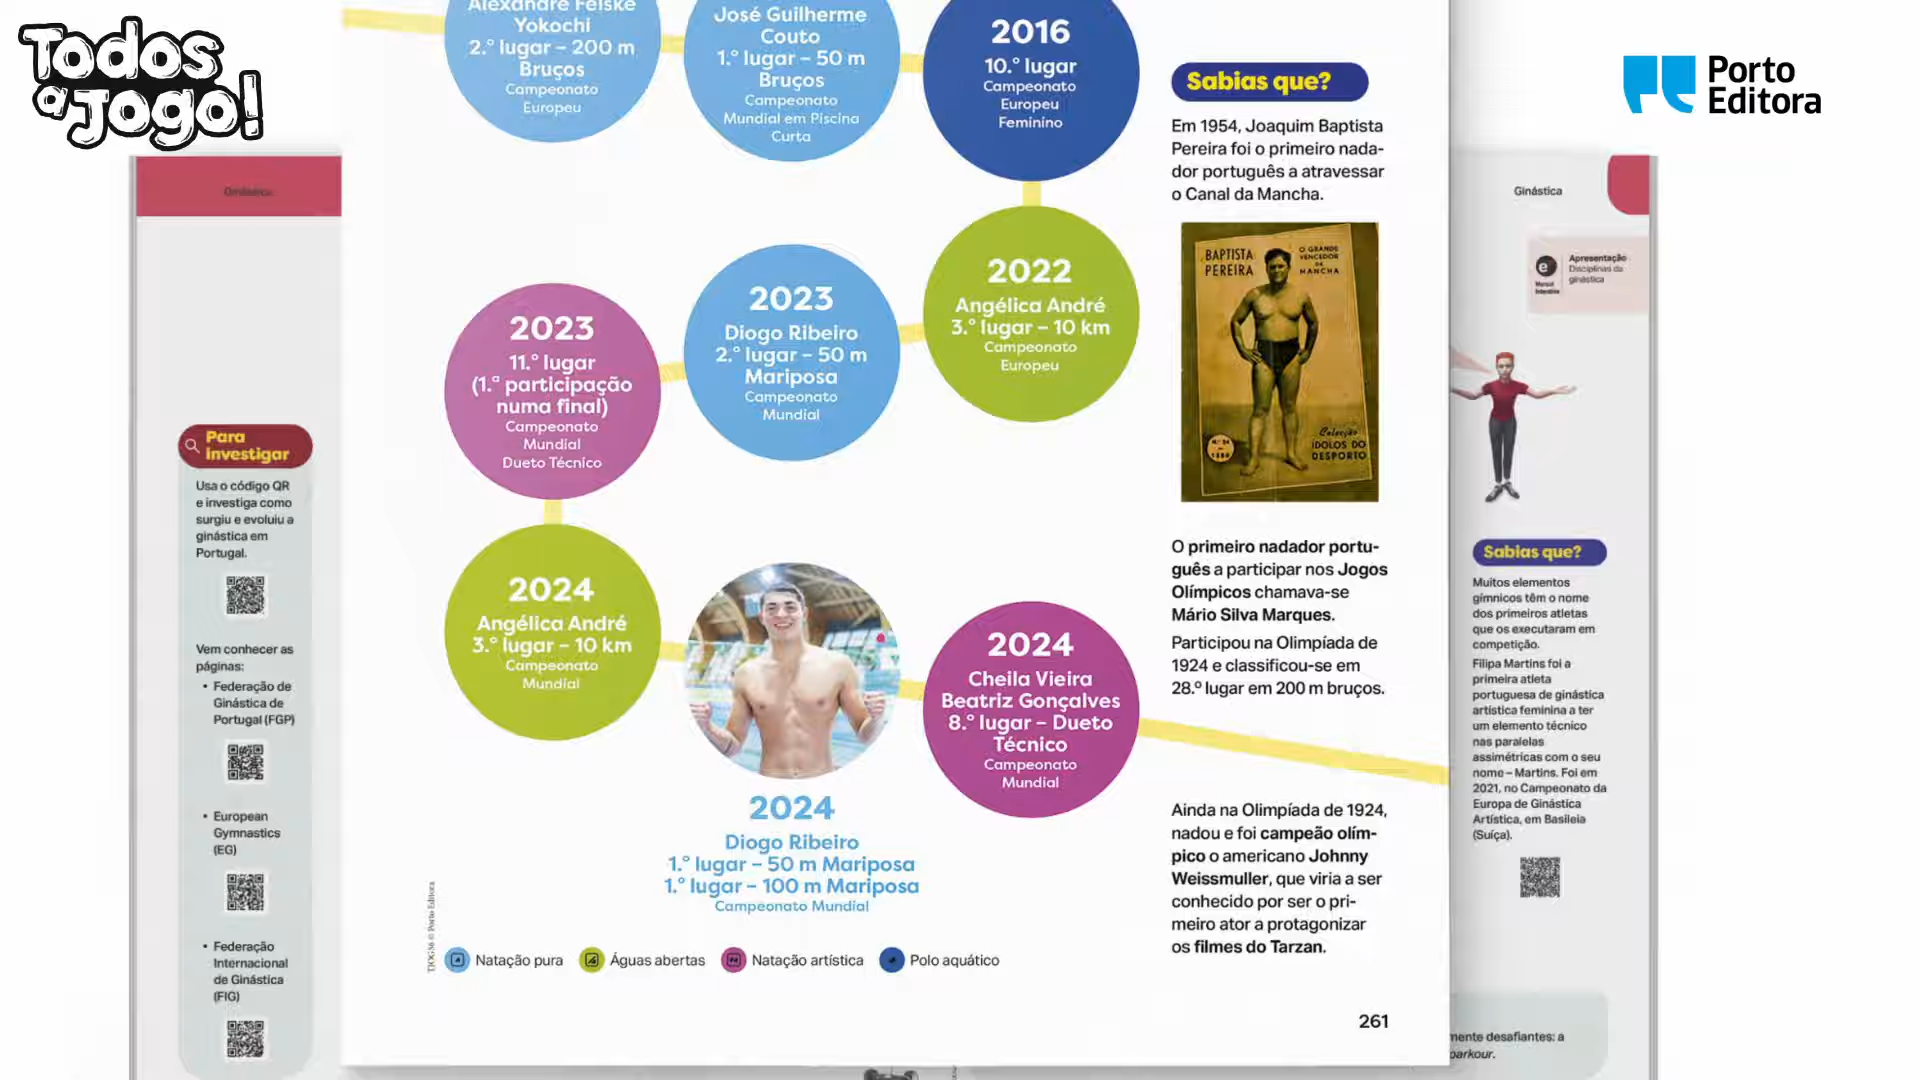 Todos
a Jogo!
Porto
Editora
Ginástica
Para
investigar
Usa o código QR
e investiga como
surgiu e evoluiu a
ginástica em
Portugal.
Vem conhecer as
páginas:
• Federação de
Ginástica de
Portugal (FGP)
• European
Gymnastics
(EG)
• Federação
Internacional
de Ginástica
(FIG)
Alexandre Feiske
Yokochi
2.º lugar – 200 m
Bruços
Campeonato
Europeu
José Guilherme
Couto
1.º lugar – 50 m
Bruços
Campeonato
Mundial em Piscina
Curta
2016
10.º lugar
Campeonato
Europeu
Feminino
2022
Angélica André
3.º lugar – 10 km
Campeonato
Europeu
2023
Diogo Ribeiro
2.º lugar – 50 m
Mariposa
Campeonato
Mundial
2023
11.º lugar
(1.ª participação
numa final)
Campeonato
Mundial
Dueto Técnico
2024
Angélica André
3.º lugar – 10 km
Campeonato
Mundial
2024
Diogo Ribeiro
1.º lugar – 50 m Mariposa
1.º lugar – 100 m Mariposa
Campeonato Mundial
2024
Cheila Vieira
Beatriz Gonçalves
8.º lugar – Dueto
Técnico
Campeonato
Mundial
Natação pura
Águas abertas
Natação artística
Polo aquático
© Porto Editora
Sabias que?
Em 1954, Joaquim Baptista
Pereira foi o primeiro nada-
dor português a atravessar
o Canal da Mancha.
BAPTISTA
PEREIRA
O GRANDE
VENCEDOR
DA
MANCHA
Colecção
ÍDOLOS DO
DESPORTO
O primeiro nadador portu-
guês a participar nos Jogos
Olímpicos chamava-se
Mário Silva Marques.
Participou na Olimpíada de
1924 e classificou-se em
28.º lugar em 200 m bruços.
Ainda na Olimpíada de 1924,
nadou e foi campeão olím-
pico o americano Johnny
Weissmuller, que viria a ser
conhecido por ser o pri-
meiro ator a protagonizar
os filmes do Tarzan.
261
Ginástica
Apresentação
Disciplinas da
ginástica
Sabias que?
Muitos elementos
gímnicos têm o nome
dos primeiros atletas
que os executaram em
competição.
Filipa Martins foi a
primeira atleta
portuguesa de ginástica
artística feminina a ter
um elemento técnico
nas paralelas
assimétricas com o seu
nome – Martins. Foi em
2021, no Campeonato da
Europa de Ginástica
Artística, em Basileia
(Suíça).
mente desafiantes: a
parkour.